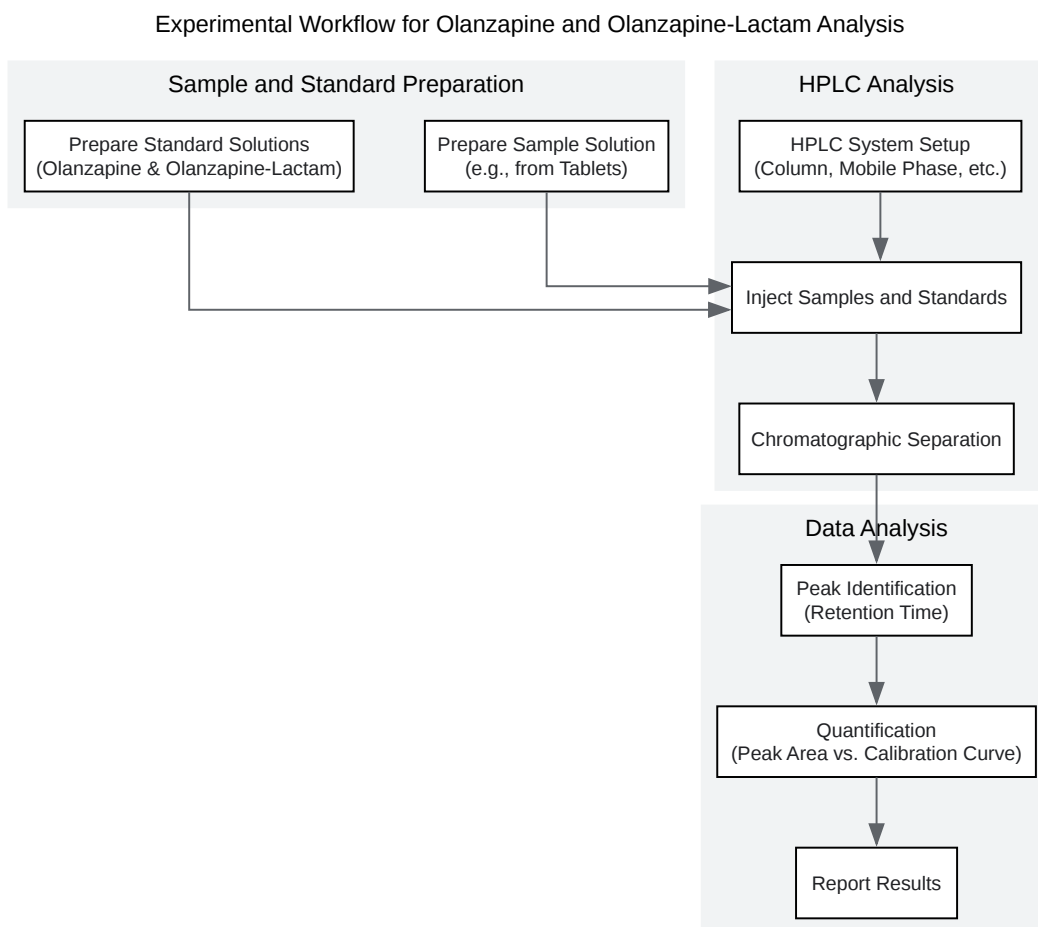 Experimental Workflow for Olanzapine and Olanzapine-Lactam Analysis
Sample and Standard Preparation
Prepare Standard Solutions
(Olanzapine & Olanzapine-Lactam)
Prepare Sample Solution
(e.g., from Tablets)
HPLC Analysis
HPLC System Setup
(Column, Mobile Phase, etc.)
Inject Samples and Standards
Chromatographic Separation
Data Analysis
Peak Identification
(Retention Time)
Quantification
(Peak Area vs. Calibration Curve)
Report Results